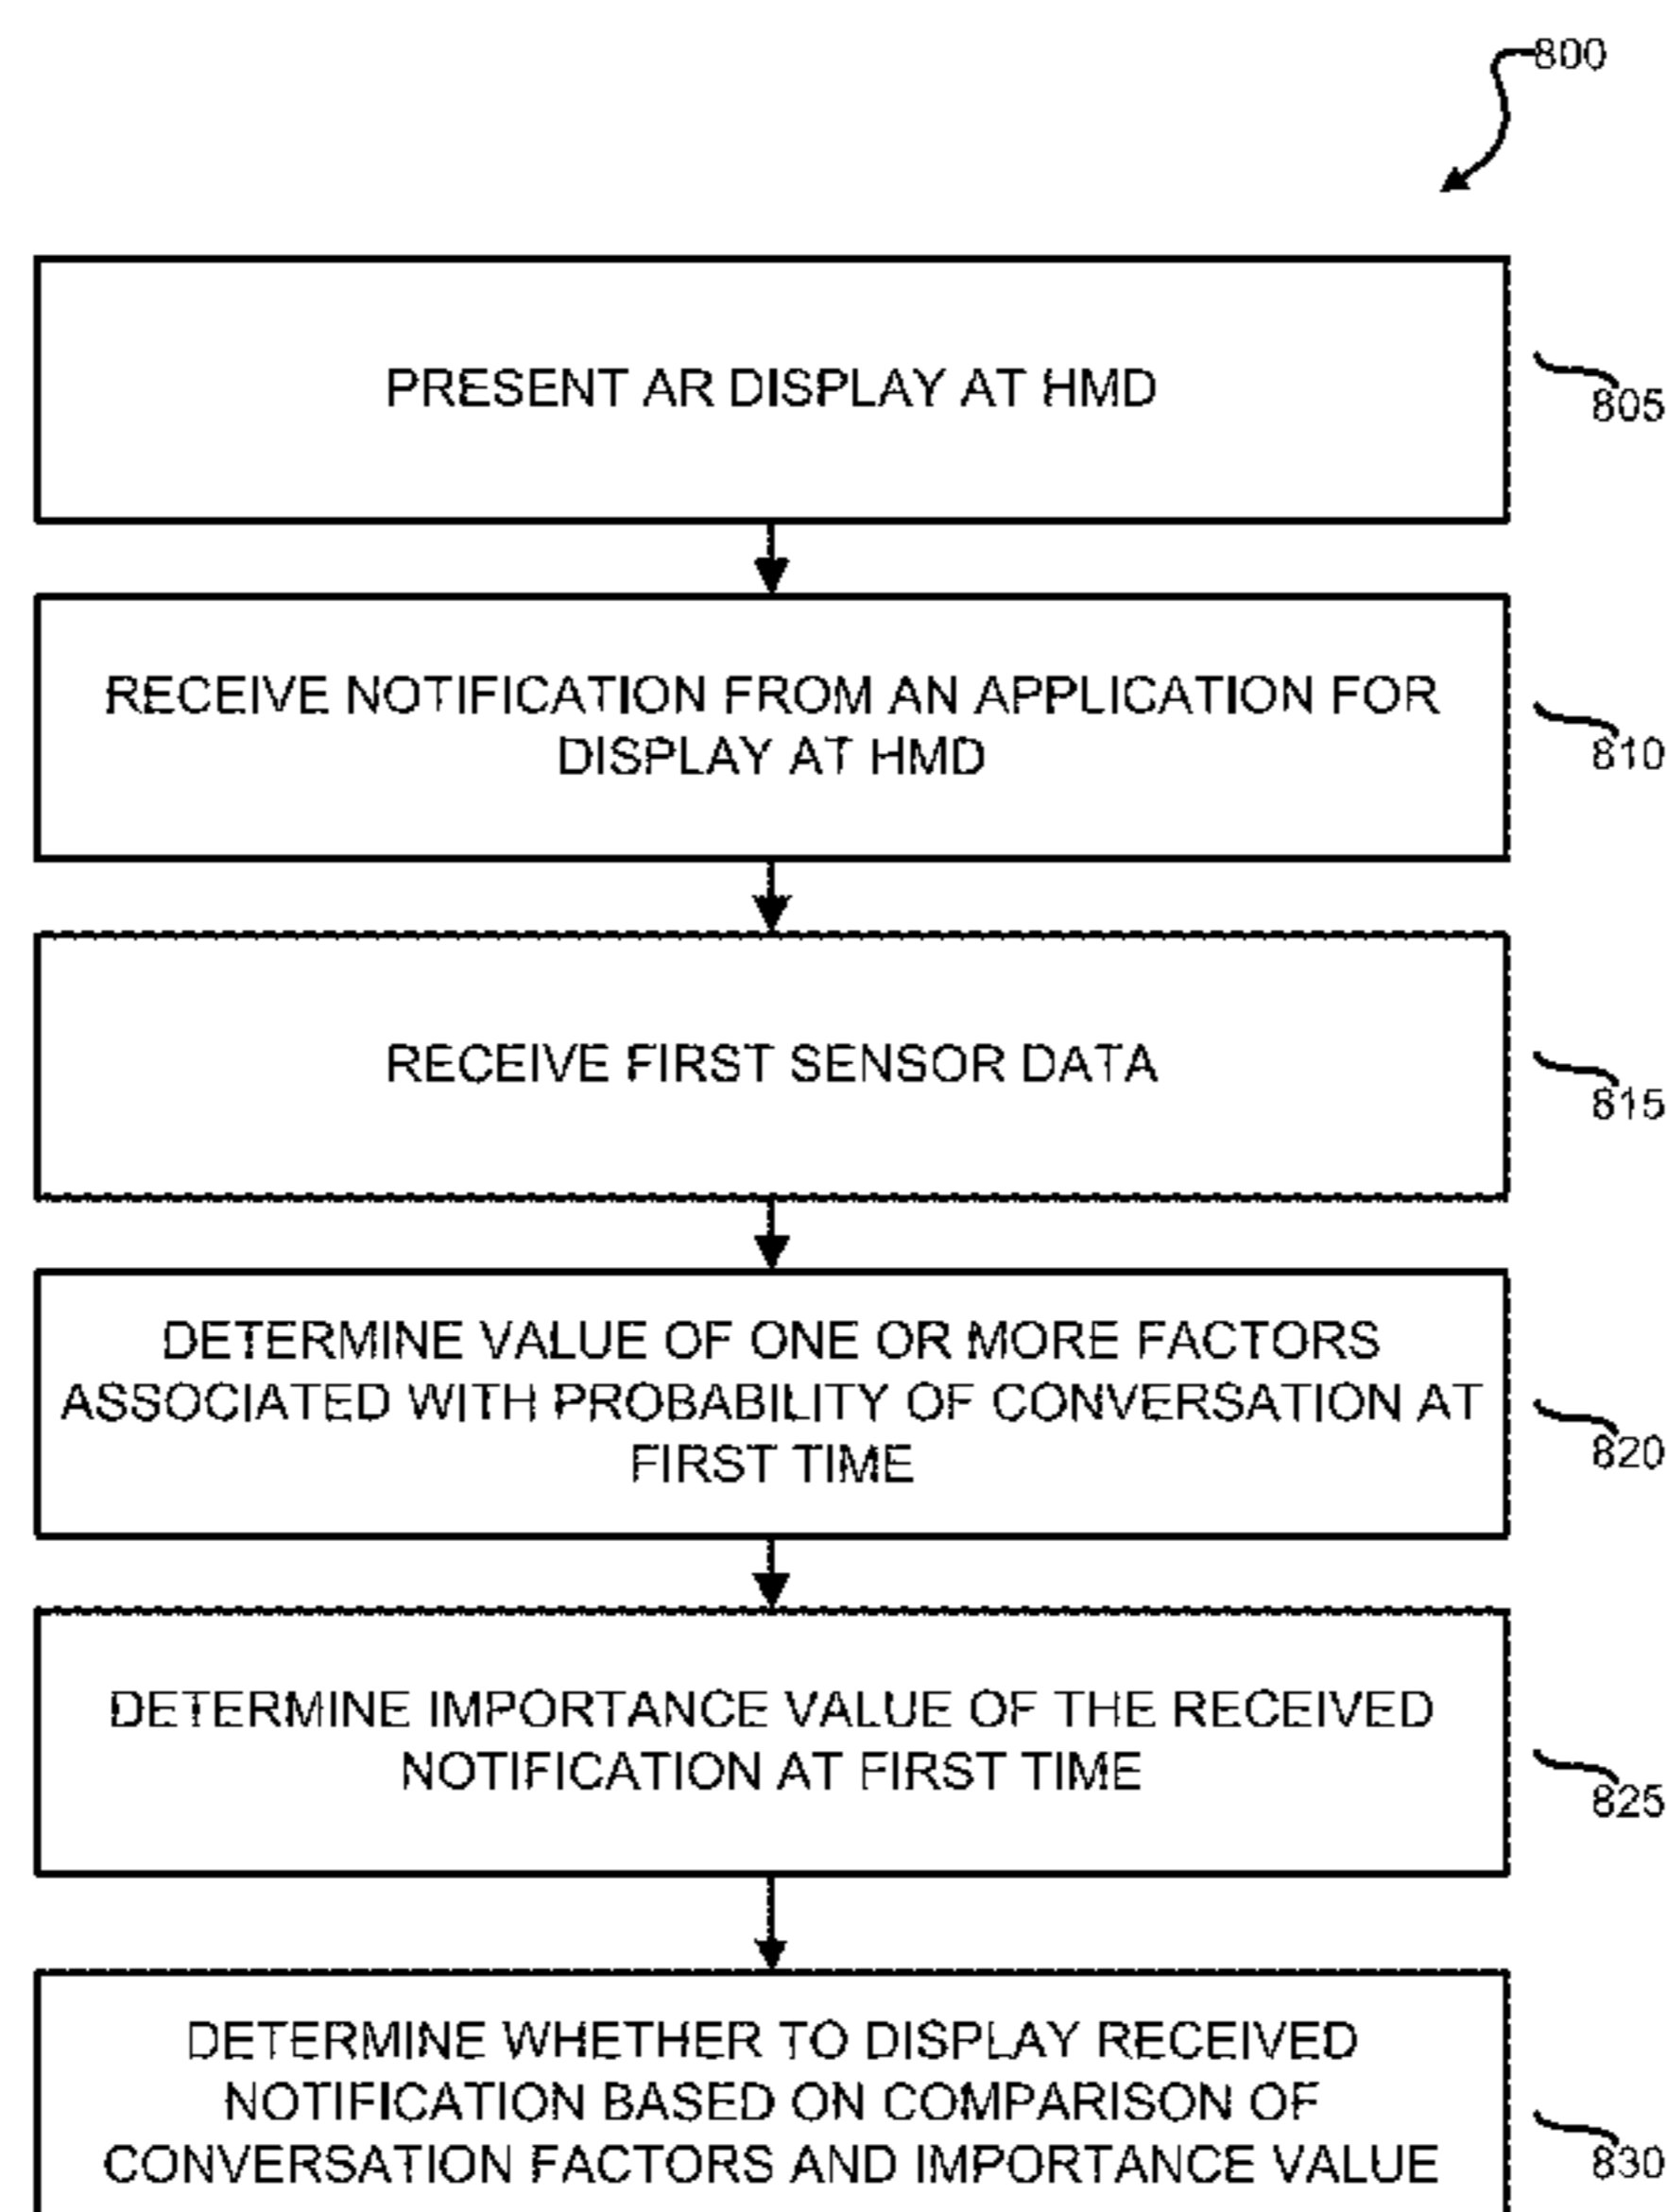 800
PRESENT AR DISPLAY AT HMD
805
RECEIVE NOTIFICATION FROM AN APPLICATION FOR
DISPLAY AT HMD
810
RECEIVE FIRST SENSOR DATA
815
DETERMINE VALUE OF ONE OR MORE FACTORS
ASSOCIATED WITH PROBABILITY OF CONVERSATION AT
FIRST TIME
820
DETERMINE IMPORTANCE VALUE OF THE RECEIVED
NOTIFICATION AT FIRST TIME
825
DETERMINE WHETHER TO DISPLAY RECEIVED
NOTIFICATION BASED ON COMPARISON OF
CONVERSATION FACTORS AND IMPORTANCE VALUE
830